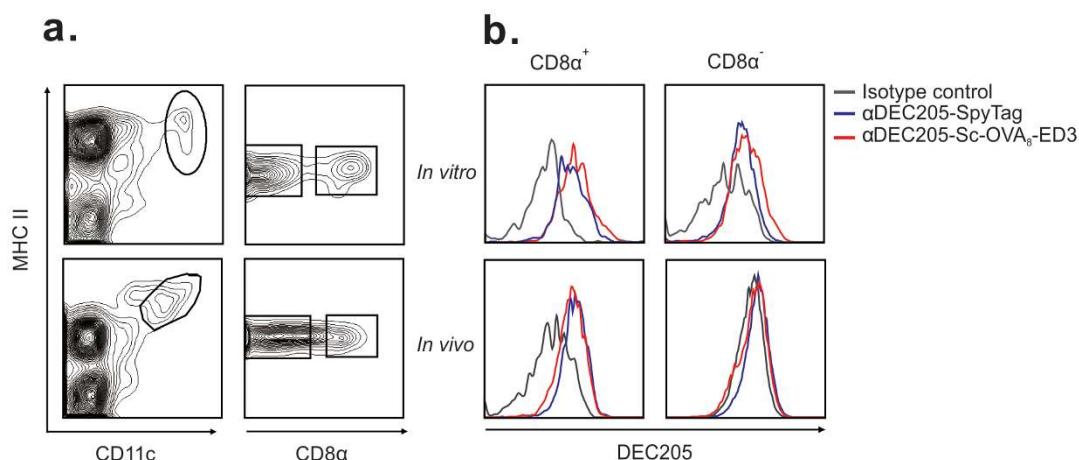 a.
b.
CD8α+
CD8α-
Isotype control
αDEC205-SpyTag
αDEC205-Sc-OVA8-ED3
In vitro
In vivo
MHC II
CD11c
CD8α
DEC205